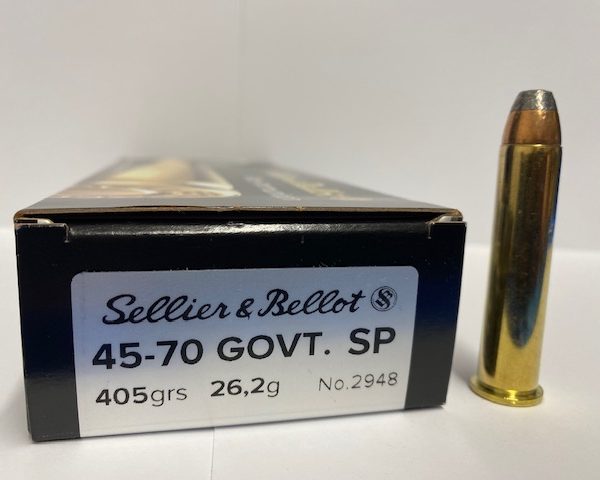 Sellier & Bellot
45-70 GOVT. SP
405grs 26,2g No.2948